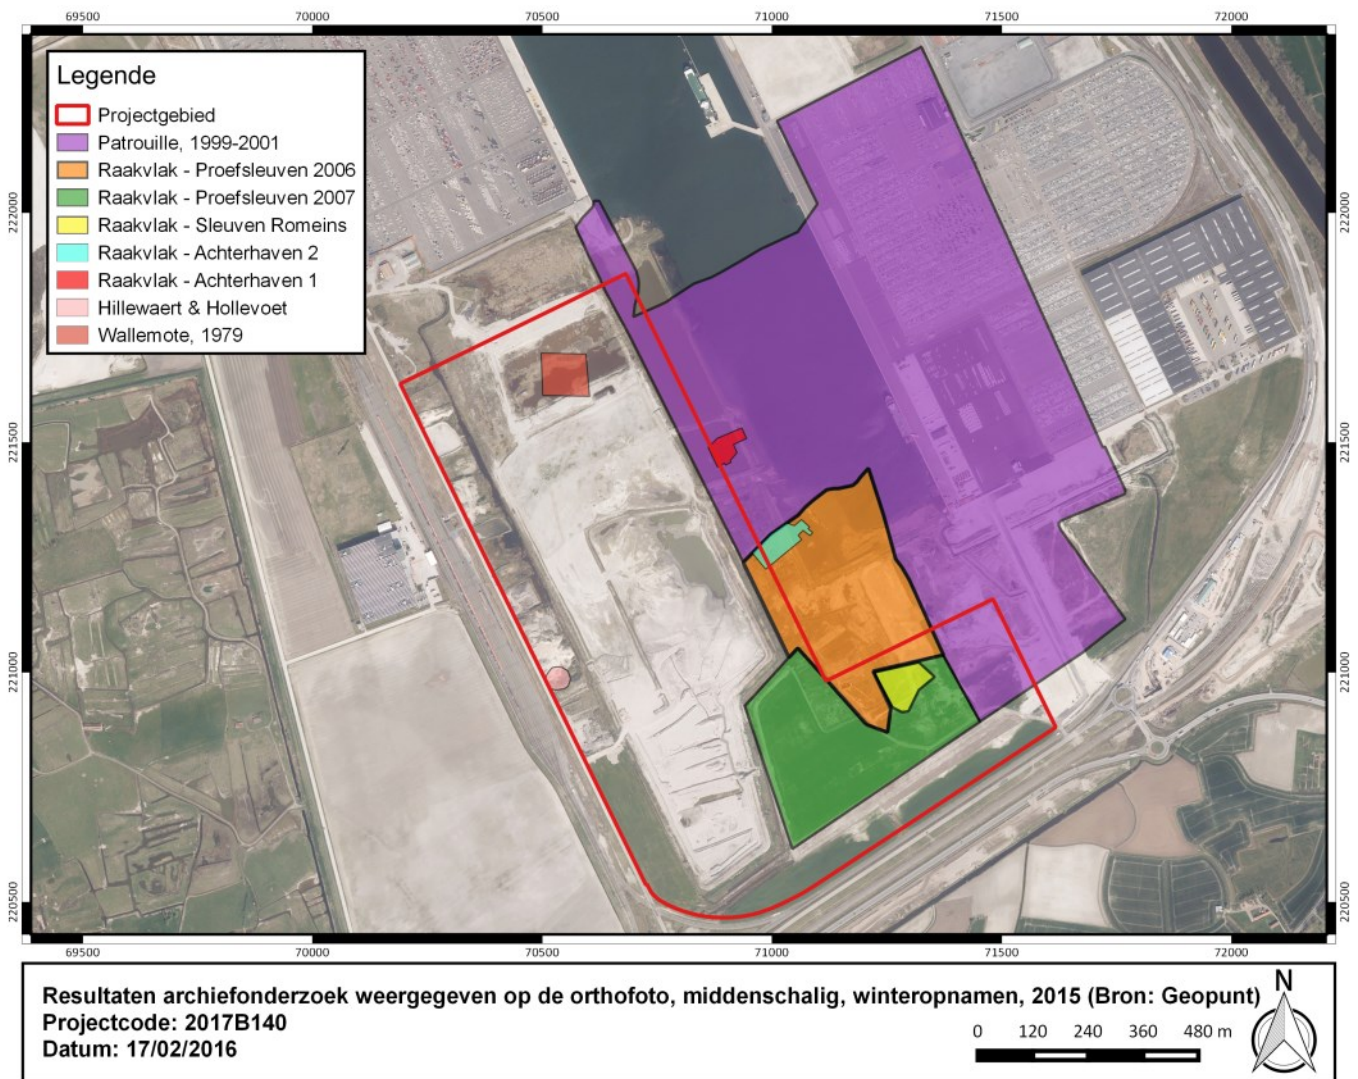 69500 70000 70500 71000 71500 72000
Legende
Projectgebied
Patrouille, 1999-2001
Raakvlak - Proefsleuven 2006
Raakvlak - Proefsleuven 2007
Raakvlak - Sleuven Romeins
Raakvlak - Achterhaven 2
Raakvlak - Achterhaven 1
Hillewaert & Hollevoet
Wallemote, 1979
222000
221500
221000
220500
222000
221500
221000
220500
69500 70000 70500 71000 71500 72000
Resultaten archiefonderzoek weergegeven op de orthofoto, middenschalig, winteropnamen, 2015 (Bron: Geopunt)
Projectcode: 2017B140
Datum: 17/02/2016
0 120 240 360 480 m
N